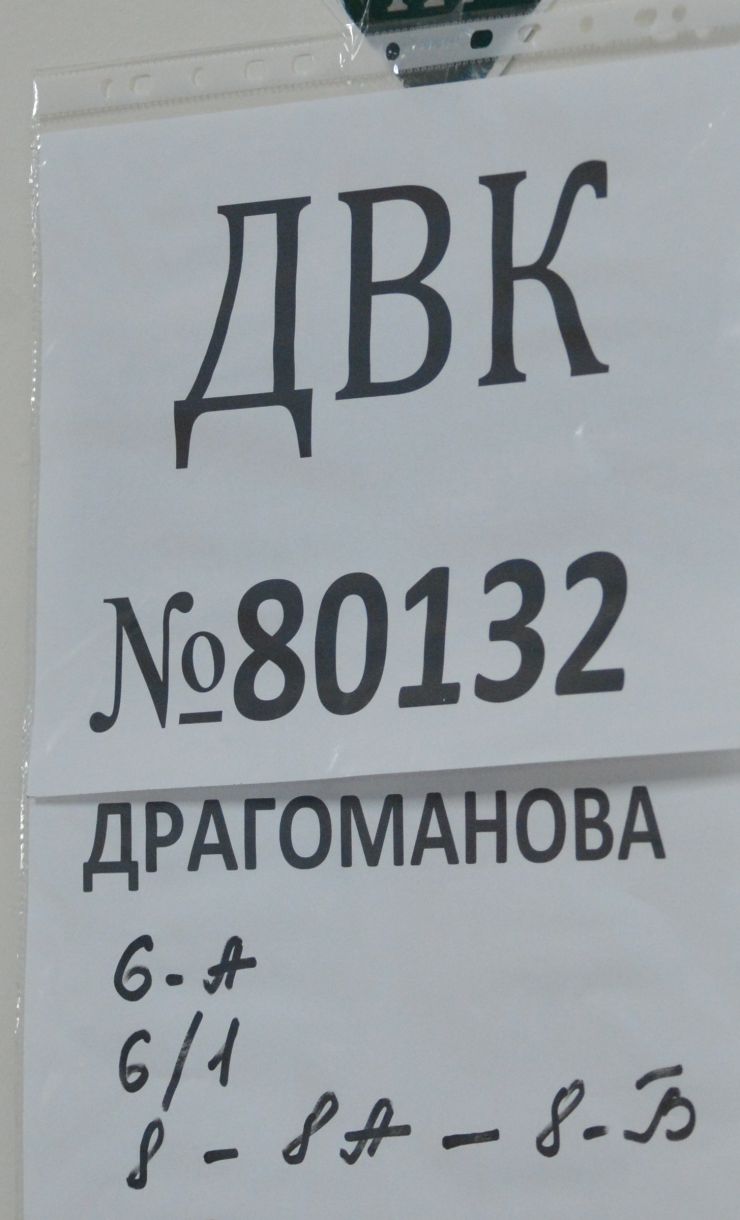 ДВК
№80132
ДРАГОМАНОВА
6-А
6/1
8 - 8А - 8-Б